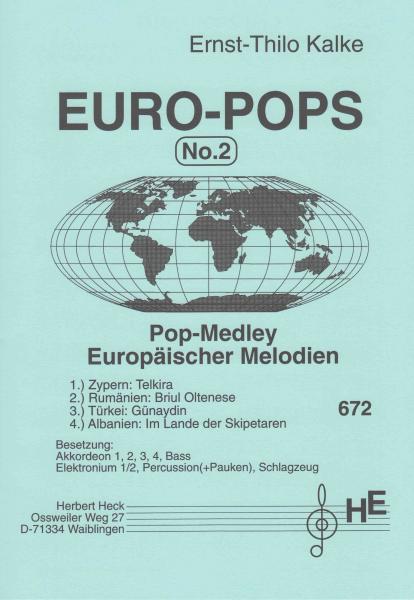 Ernst-Thilo Kalke
EURO-POPS
No.2
Pop-Medley
Europäischer Melodien
1.) Zypern: Telkira
2.) Rumänien: Briul Oltenese
3.) Türkei: Günaydin
4.) Albanien: Im Lande der Skipetaren
672
Besetzung:
Akkordeon 1, 2, 3, 4, Bass
Elektronium 1/2, Percussion(+Pauken), Schlagzeug
Herbert Heck
Ossweiler Weg 27
D-71334 Waiblingen
HE